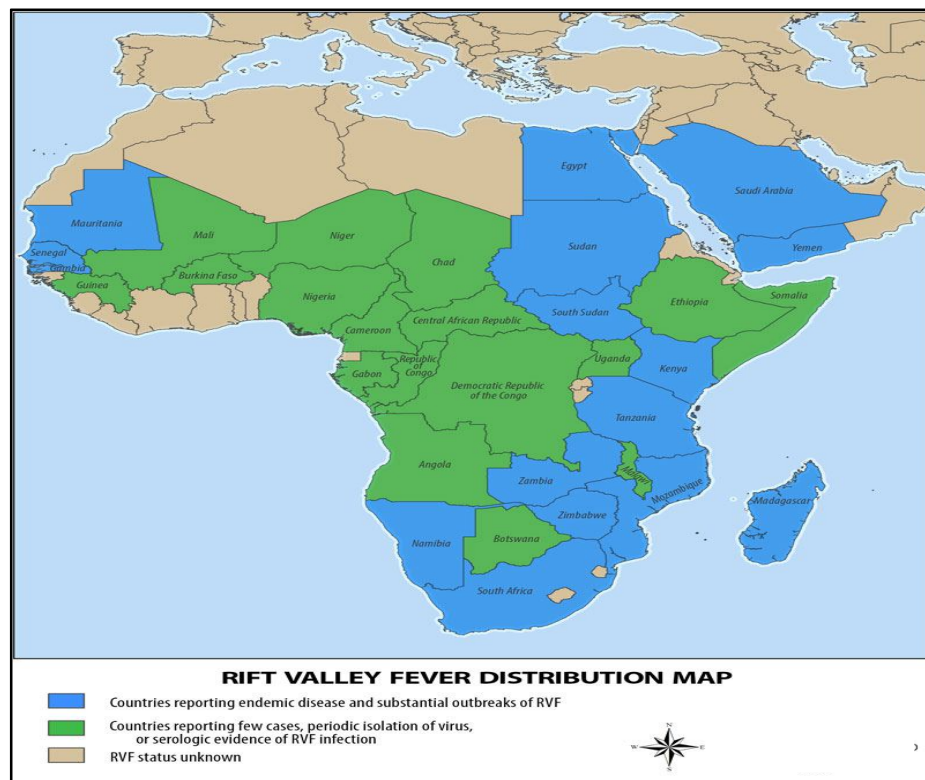 Egypt
Saudi Arabia
Mauritania
Mali
Niger
Chad
Sudan
Yemen
Senegal
Gambia
Guinea
Burkina Faso
Nigeria
South Sudan
Ethiopia
Somalia
Cameroon
Central African Republic
Uganda
Kenya
Gabon
Republic
of
Congo
Democratic Republic
of the Congo
Tanzania
Angola
Zambia
Malawi
Mozambique
Madagascar
Zimbabwe
Namibia
Botswana
South Africa
RIFT VALLEY FEVER DISTRIBUTION MAP
Countries reporting endemic disease and substantial outbreaks of RVF
Countries reporting few cases, periodic isolation of virus,
or serologic evidence of RVF infection
RVF status unknown
N
W E
S